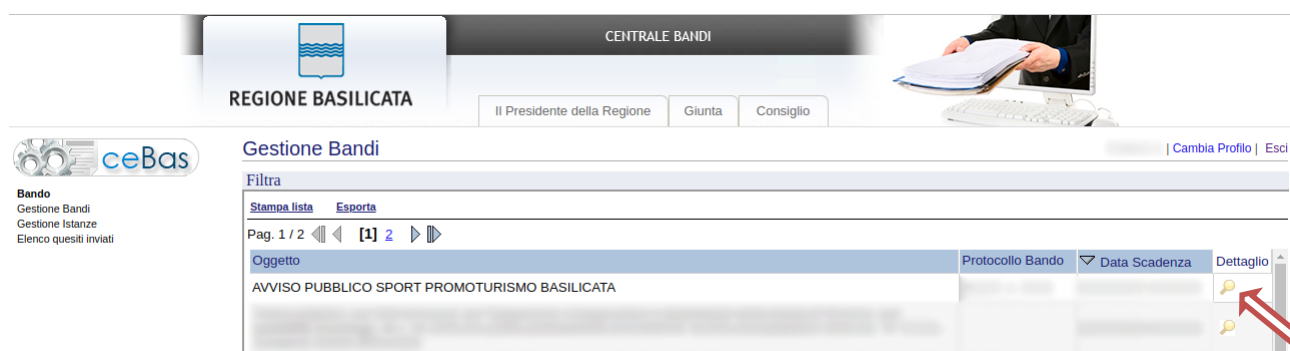 CENTRALE BANDI
REGIONE BASILICATA
Il Presidente della Regione Giunta Consiglio
ceBas
Gestione Bandi
| Cambia Profilo | Esci
Filtra
Bando
Gestione Bandi
Gestione Istanze
Elenco quesiti inviati
Stampa lista Esporta
Pag. 1 / 2 [1] 2
Oggetto Protocollo Bando Data Scadenza Dettaglio
AVVISO PUBBLICO SPORT PROMOTURISMO BASILICATA